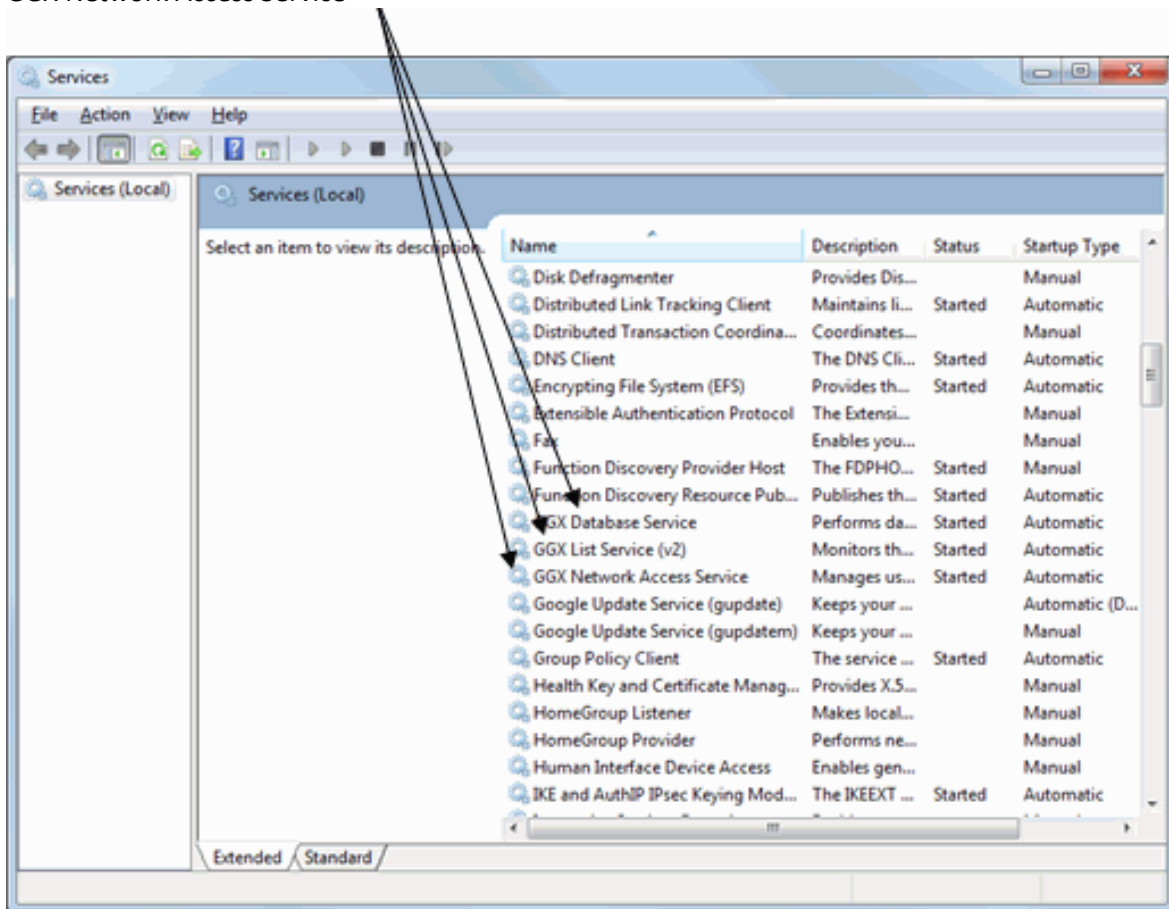 GGX Network Access Service
Services
File Action View Help
Services (Local)
Services (Local)
Select an item to view its description.
Name Description Status Startup Type
Disk Defragmenter Provides Dis... Manual
Distributed Link Tracking Client Maintains li... Started Automatic
Distributed Transaction Coordina... Coordinates... Manual
DNS Client The DNS Cli... Started Automatic
Encrypting File System (EFS) Provides th... Started Automatic
Extensible Authentication Protocol The Extensi... Manual
Fax Enables you... Manual
Function Discovery Provider Host The FDPHO... Started Manual
Function Discovery Resource Pub... Publishes th... Started Automatic
GGX Database Service Performs da... Started Automatic
GGX List Service (v2) Monitors th... Started Automatic
GGX Network Access Service Manages us... Started Automatic
Google Update Service (gupdate) Keeps your ... Automatic (D...
Google Update Service (gupdatem) Keeps your ... Manual
Group Policy Client The service ... Started Automatic
Health Key and Certificate Manag... Provides X.5... Manual
HomeGroup Listener Makes local... Manual
HomeGroup Provider Performs ne... Manual
Human Interface Device Access Enables gen... Manual
IKE and AuthIP IPsec Keying Mod... The IKEEXT ... Started Automatic
Extended Standard